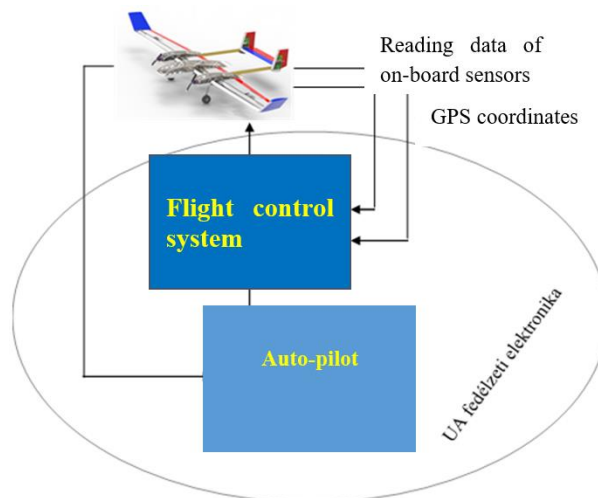 Reading data of
on-board sensors
GPS coordinates
Flight control
system
Auto-pilot
UA fedélzeti elektronika